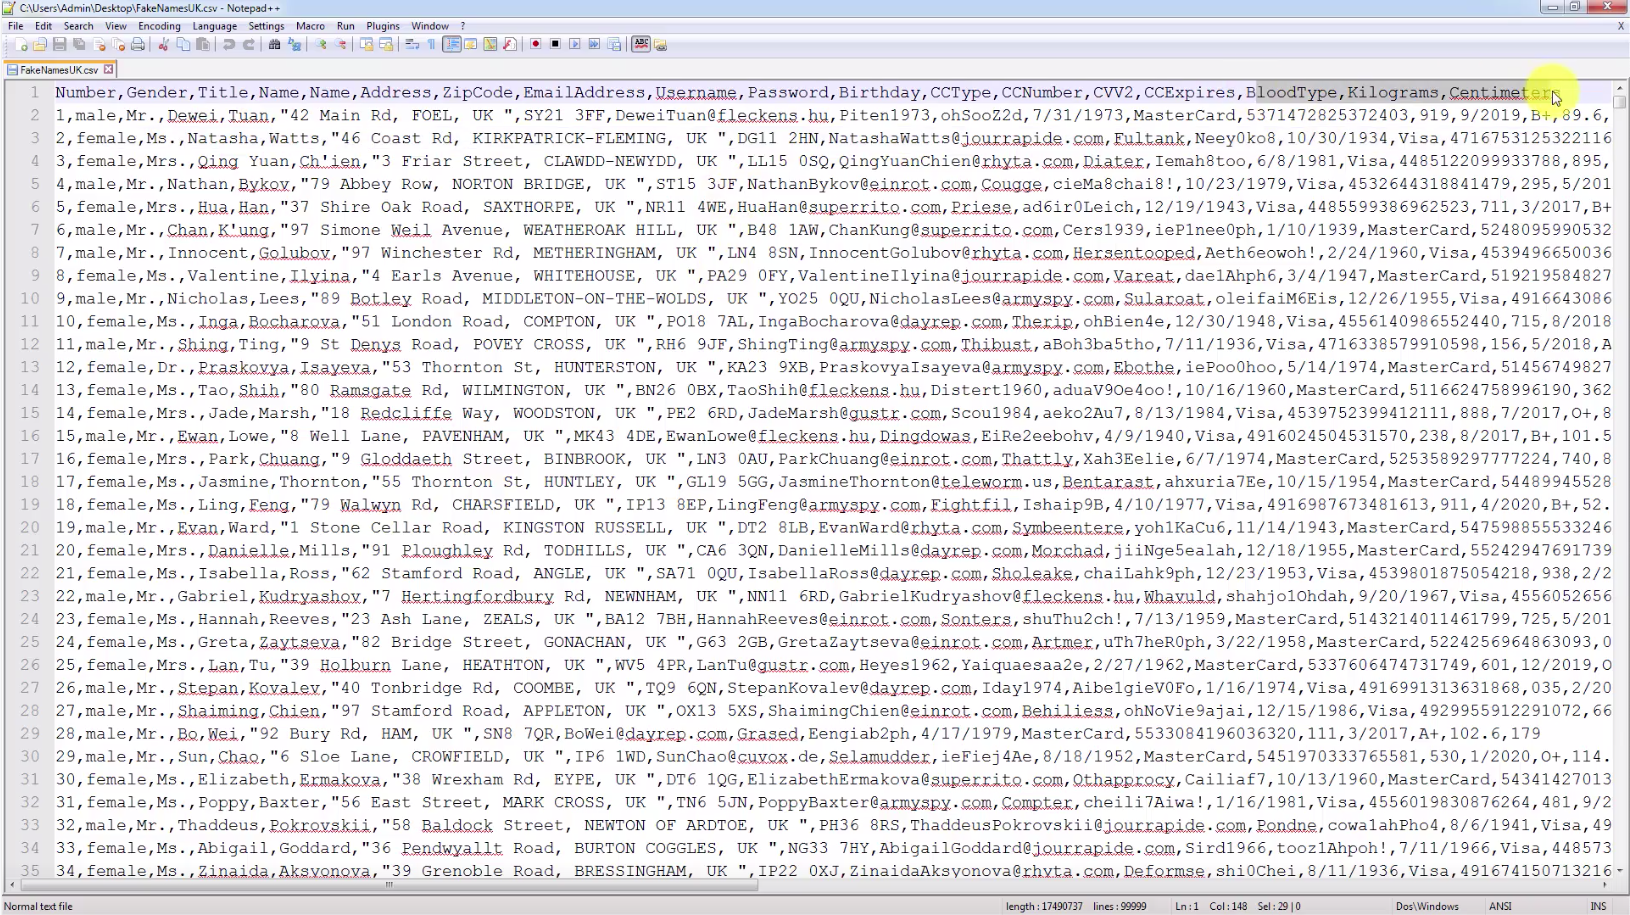 C:\Users\Admin\Desktop\FakeNamesUK.csv - Notepad++
File Edit Search View Encoding Language Settings Macro Run Plugins Window ?
X
ABC
FakeNamesUK.csv
1 Number,Gender,Title,Name,Name,Address,ZipCode,EmailAddress,Username,Password,Birthday,CCType,CCNumber,CVV2,CCExpires,BloodType,Kilograms,Centimeters
2 1,male,Mr.,Dewei,Tuan,"42 Main Rd, FOEL, UK ",SY21 3FF,DeweiTuan@fleckens.hu,Piten1973,ohSooZ2d,7/31/1973,MasterCard,5371472825372403,919,9/2019,B+,89.6,
3 2,female,Ms.,Natasha,Watts,"46 Coast Rd, KIRKPATRICK-FLEMING, UK ",DG11 2HN,NatashaWatts@jourrapide.com,Fultank,Neey0ko8,10/30/1934,Visa,4716753125322116
4 3,female,Ms.,Qing Yuan,Ch'ien,"3 Friar Street, CLAWDD-NEWYDD, UK ",LL15 0SQ,QingYuanChien@rhyta.com,Diater,Iemah8too,6/8/1981,Visa,4485122099933788,895,
5 4,male,Mr.,Nathan,Bykov,"79 Abbey Row, NORTON BRIDGE, UK ",ST15 3JF,NathanBykov@einrot.com,Cougge,cieMa8chai8!,10/23/1979,Visa,4532644318841479,295,5/201
6 5,female,Mrs.,Hua,Han,"37 Shire Oak Road, SAXTHORPE, UK ",NR11 4WE,HuaHan@superrito.com,Priese,ad6ir0Leich,12/19/1943,Visa,4485599386962523,711,3/2017,B+
7 6,female,Mr.,Chan,K'ung,"97 Simone Weil Avenue, WEATHEROAK HILL, UK ",B48 1AW,ChanKung@superrito.com,Cers1939,ieP1nee0ph,1/10/1939,MasterCard,5248095990532
8 7,male,Mr.,Innocent,Golubov,"97 Winchester Rd, METHERINGHAM, UK ",LN4 8SN,InnocentGolubov@rhyta.com,Hersentooped,Aeth6eowoh!,2/24/1960,Visa,4539496650036
9 8,female,Ms.,Valentine,Ilyina,"4 Earls Avenue, WHITEHOUSE, UK ",PA29 0FY,ValentineIlyina@jourrapide.com,Vareat,dae1Ahph6,3/4/1947,MasterCard,519219584827
10 9,male,Mr.,Nicholas,Lees,"89 Botley Road, MIDDLETON-ON-THE-WOLDS, UK ",YO25 0QU,NicholasLees@armyspy.com,Sularoat,oleifaiM6Eis,12/26/1955,Visa,4916643086
11 10,female,Ms.,Inga,Bocharova,"51 London Road, COMPTON, UK ",PO18 7AL,IngaBocharova@dayrep.com,Therip,ohBien4e,12/30/1948,Visa,4556140986552440,715,8/2018
12 11,male,Mr.,Shing,Ting,"9 St Denys Road, POVEY CROSS, UK ",RH6 9JF,ShingTing@armyspy.com,Thibust,aBoh3ba5tho,7/11/1936,Visa,4716338579910598,156,5/2018,A
13 12,female,Dr.,Praskovya,Isayeva,"53 Thornton St, HUNTERSTON, UK ",KA23 9XB,PraskovyaIsayeva@armyspy.com,Ebothe,iePoo0hoo,5/14/1974,MasterCard,51456749827
14 13,female,Ms.,Tao,Shih,"80 Ramsgate Rd, WILMINGTON, UK ",BN26 0BX,TaoShih@fleckens.hu,Distert1960,aduaV9Oe4oo!,10/16/1960,MasterCard,5116624758996190,362
15 14,female,Mrs.,Jade,Marsh,"18 Redcliffe Way, WOODSTON, UK ",PE2 6RD,JadeMarsh@gustr.com,Scou1984,aeko2Au7,8/13/1984,Visa,4539752399412111,888,7/2017,O+,8
16 15,male,Mr.,Ewan,Lowe,"8 Well Lane, PAVENHAM, UK ",MK43 4DE,EwanLowe@fleckens.hu,Dingdowas,EiRe2eebohv,4/9/1940,Visa,4916024504531570,238,8/2017,B+,101.5
17 16,female,Mrs.,Park,Chuang,"9 Gloddaeth Street, BINBROOK, UK ",LN3 0AU,ParkChuang@einrot.com,Thattly,Xah3Eelie,6/7/1974,MasterCard,5253589297777224,740,8
18 17,female,Ms.,Jasmine,Thornton,"55 Thornton St, HUNTLEY, UK ",GL19 5GG,JasmineThornton@teleworm.us,Bentarast,ahxuria7Ee,10/15/1954,MasterCard,54489945528
19 18,female,Mrs.,Ling,Feng,"79 Walwyn Rd, CHARSFIELD, UK ",IP13 8EP,LingFeng@armyspy.com,Fightfil,Ishaip9B,4/10/1977,Visa,4916987673481613,911,4/2020,B+,52.
20 19,male,Mr.,Evan,Ward,"1 Stone Cellar Road, KINGSTON RUSSELL, UK ",DT2 8LB,EvanWard@rhyta.com,Symbeentere,yoh1KaCu6,11/14/1943,MasterCard,547598855533246
21 20,female,Mrs.,Danielle,Mills,"91 Ploughley Rd, TODHILLS, UK ",CA6 3QN,DanielleMills@dayrep.com,Morchad,jiiNge5ealah,12/18/1955,MasterCard,55242947691739
22 21,female,Ms.,Isabella,Ross,"62 Stamford Road, ANGLE, UK ",SA71 0QU,IsabellaRoss@dayrep.com,Sholeake,chaiLahk9ph,12/23/1953,Visa,4539801875054218,938,2/2
23 22,male,Mr.,Gabriel,Kudryashov,"7 Hertingfordbury Rd, NEWNHAM, UK ",NN11 6RD,GabrielKudryashov@fleckens.hu,Whavuld,shahjo1Ohdah,9/20/1967,Visa,4556052656
24 23,female,Ms.,Hannah,Reeves,"23 Ash Lane, ZEALS, UK ",BA12 7BH,HannahReeves@einrot.com,Sonters,shuThu2ch!,7/13/1959,MasterCard,5143214011461799,725,5/201
25 24,female,Ms.,Greta,Zaytseva,"82 Bridge Street, GONACHAN, UK ",G63 2GB,GretaZaytseva@einrot.com,Artmer,uTh7heR0ph,3/22/1958,MasterCard,5224256964863093,0
26 25,female,Mrs.,Lan,Tu,"39 Holburn Lane, HEATHTON, UK ",WV5 4PR,LanTu@gustr.com,Heyes1962,Yaiquaesaa2e,2/27/1962,MasterCard,5337606474731749,601,12/2019,O
27 26,male,Mr.,Stepan,Kovalev,"40 Tonbridge Rd, COOMBE, UK ",TQ9 6QN,StepanKovalev@dayrep.com,Iday1974,Aibe1gieV0Fo,1/16/1974,Visa,4916991313631868,035,2/20
28 27,male,Mr.,Shaiming,Chien,"97 Stamford Road, APPLETON, UK ",OX13 5XS,ShaimingChien@einrot.com,Behiliess,ohNoVie9ajai,12/15/1986,Visa,4929955912291072,66
29 28,male,Mr.,Bo,Wei,"92 Bury Rd, HAM, UK ",SN8 7QR,BoWei@dayrep.com,Grased,Eengiab2ph,4/17/1979,MasterCard,5533084196036320,111,3/2017,A+,102.6,179
30 29,male,Mr.,Sun,Chao,"6 Sloe Lane, CROWFIELD, UK ",IP6 1WD,SunChao@cuvox.de,Selamudder,ieFiej4Ae,8/18/1952,MasterCard,5451970333765581,530,1/2020,O+,114.
31 30,female,Ms.,Elizabeth,Ermakova,"38 Wrexham Rd, EYPE, UK ",DT6 1QG,ElizabethErmakova@superrito.com,Othapprocy,Cailiaf7,10/13/1960,MasterCard,54341427013
32 31,female,Ms.,Poppy,Baxter,"56 East Street, MARK CROSS, UK ",TN6 5JN,PoppyBaxter@armyspy.com,Compter,cheili7Aiwa!,1/16/1981,Visa,4556019830876264,481,9/2
33 32,male,Mr.,Thaddeus,Pokrovskii,"58 Baldock Street, NEWTON OF ARDTOE, UK ",PH36 8RS,ThaddeusPokrovskii@jourrapide.com,Pondne,cowa1ahPho4,8/6/1941,Visa,49
34 33,female,Ms.,Abigail,Goddard,"36 Pendwyallt Road, BURTON COGGLES, UK ",NG33 7HY,AbigailGoddard@jourrapide.com,Sird1966,tooz1Ahpoh!,7/11/1966,Visa,448573
35 34,female,Ms.,Zinaida,Aksyonova,"39 Grenoble Road, BRESSINGHAM, UK ",IP22 0XJ,ZinaidaAksyonova@rhyta.com,Deformse,shi0Chei,8/11/1936,Visa,491674150713216
Normal text file length : 17490737 lines : 99999 Ln : 1 Col : 148 Sel : 29 | 0 Dos\Windows ANSI INS